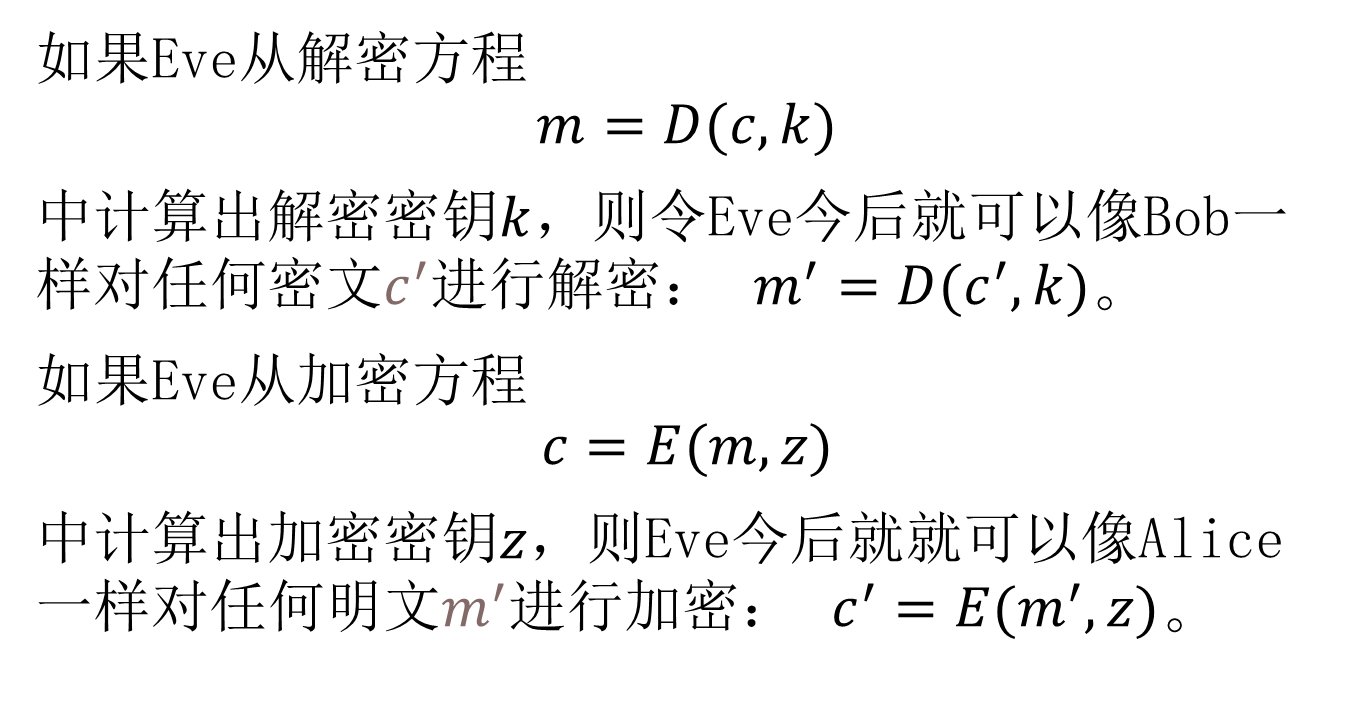 如果Eve从解密方程
m = D(c, k)
中计算出解密密钥k，则令Eve今后就可以像Bob一
样对任何密文c′进行解密： m′ = D(c′, k)。
如果Eve从加密方程
c = E(m, z)
中计算出加密密钥z，则Eve今后就就可以像Alice
一样对任何明文m′进行加密： c′ = E(m′, z)。